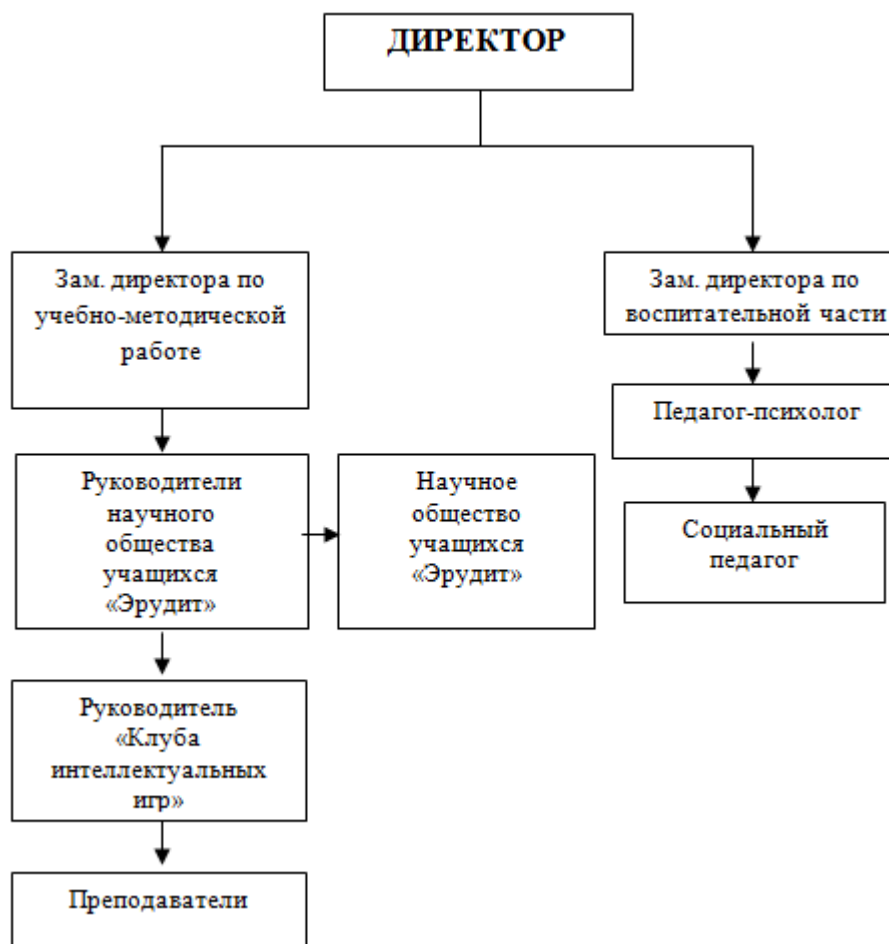 ДИРЕКТОР
Зам. директора по
учебно-методической
работе
Зам. директора по
воспитательной части
Педагог-психолог
Руководители
научного
общества
учащихся
«Эрудит»
Научное
общество
учащихся
«Эрудит»
Социальный
педагог
Руководитель
«Клуба
интеллектуальных
игр»
Преподаватели